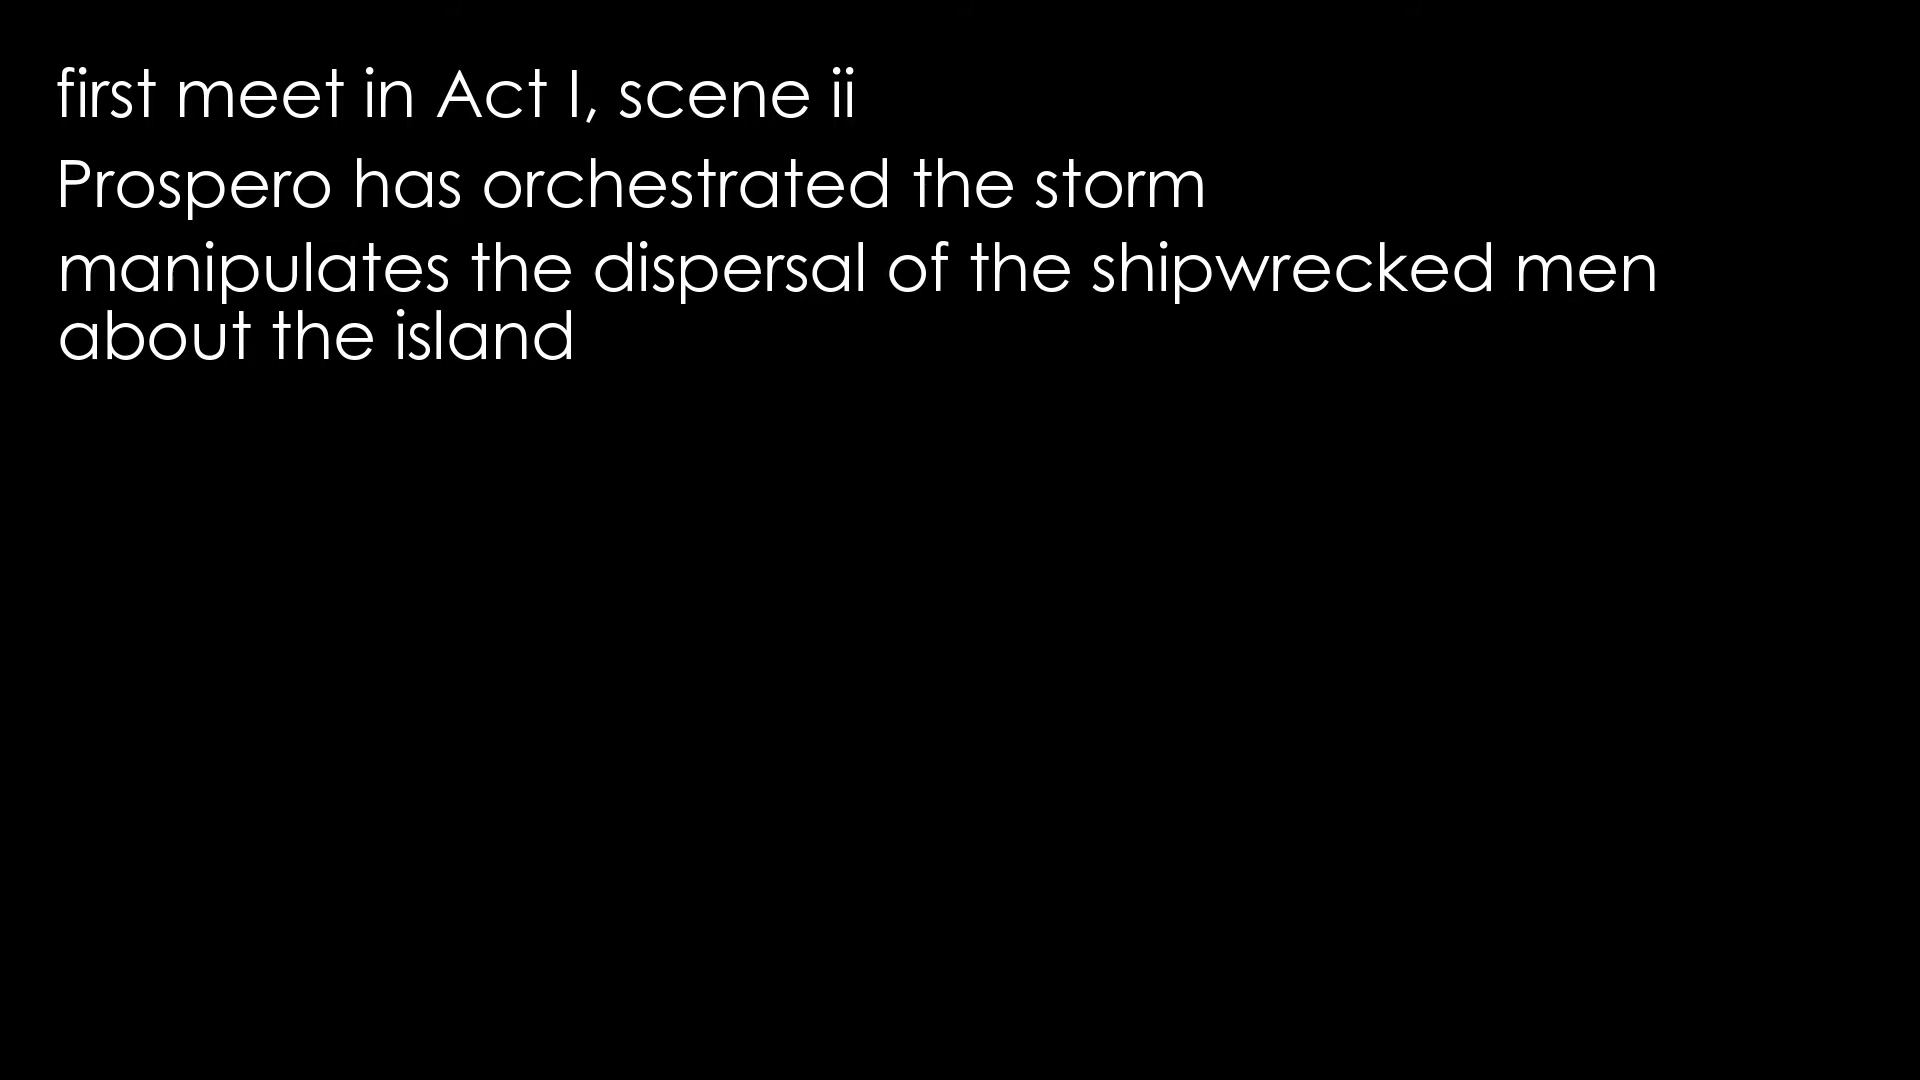 first meet in Act I, scene ii
Prospero has orchestrated the storm
manipulates the dispersal of the shipwrecked men
about the island